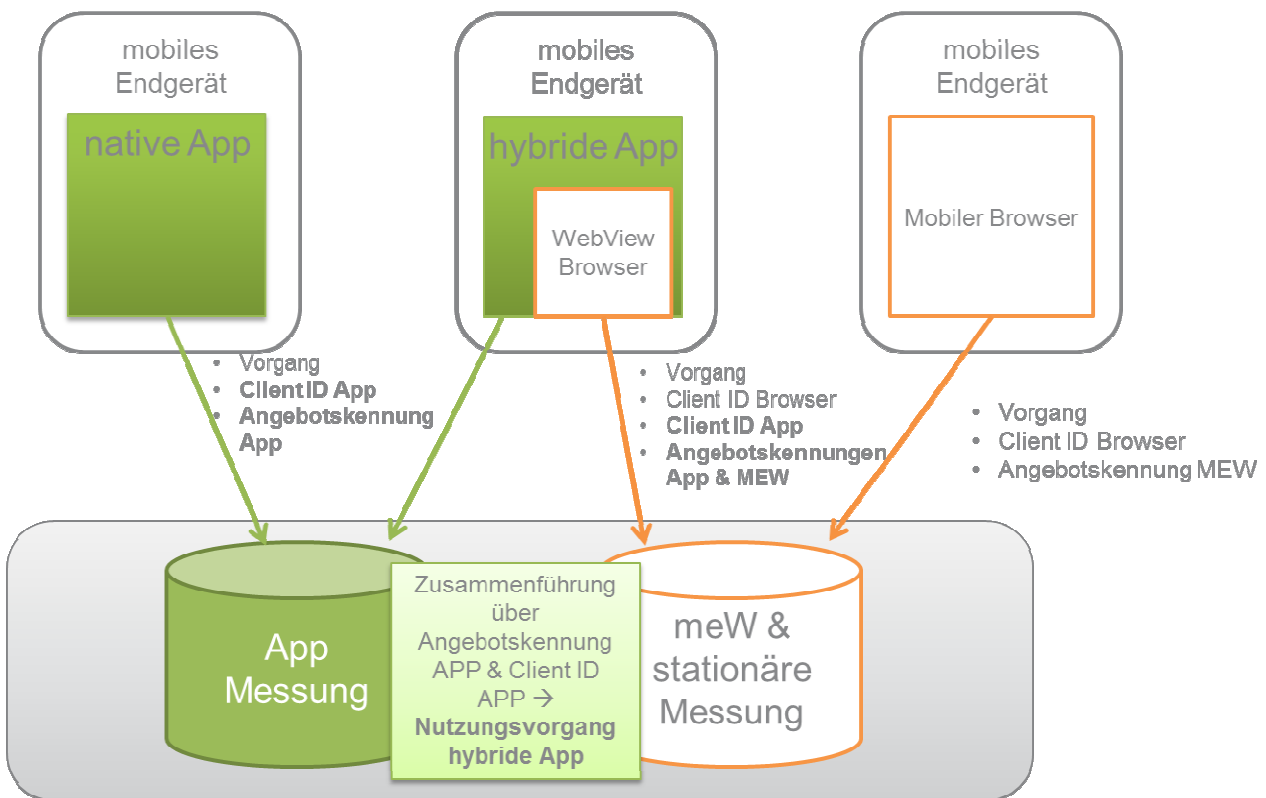 mobiles
Endgerät
native App
mobiles
Endgerät
hybride App
WebView
Browser
mobiles
Endgerät
Mobiler Browser
• Vorgang
• Client ID App
• Angebotskennung
App
• Vorgang
• Client ID Browser
• Client ID App
• Angebotskennungen
App & MEW
• Vorgang
• Client ID Browser
• Angebotskennung MEW
App
Messung
Zusammenführung
über
Angebotskennung
APP & Client ID
APP →
Nutzungsvorgang
hybride App
meW &
stationäre
Messung